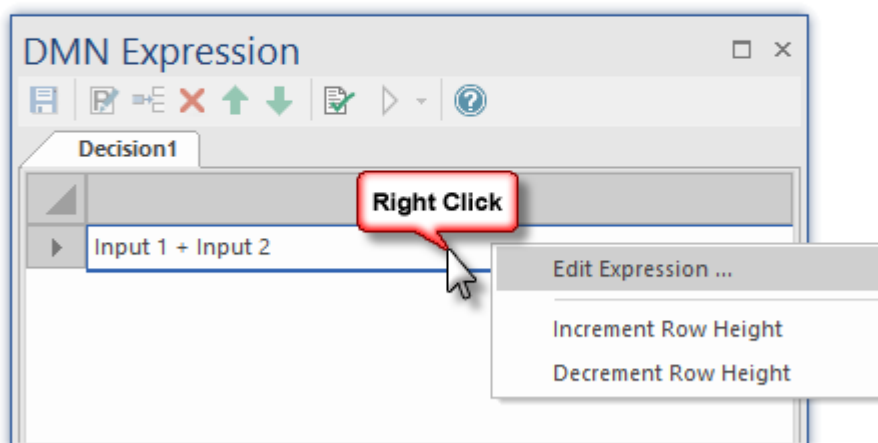 DMN Expression
Decision1
Right Click
Input 1 + Input 2
Edit Expression ...
Increment Row Height
Decrement Row Height